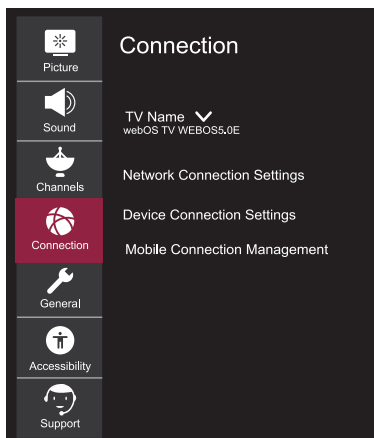 Picture
Sound
Channels
Connection
General
Accessibility
Support
Connection
TV Name
webOS TV WEBOS5.0E
Network Connection Settings
Device Connection Settings
Mobile Connection Management